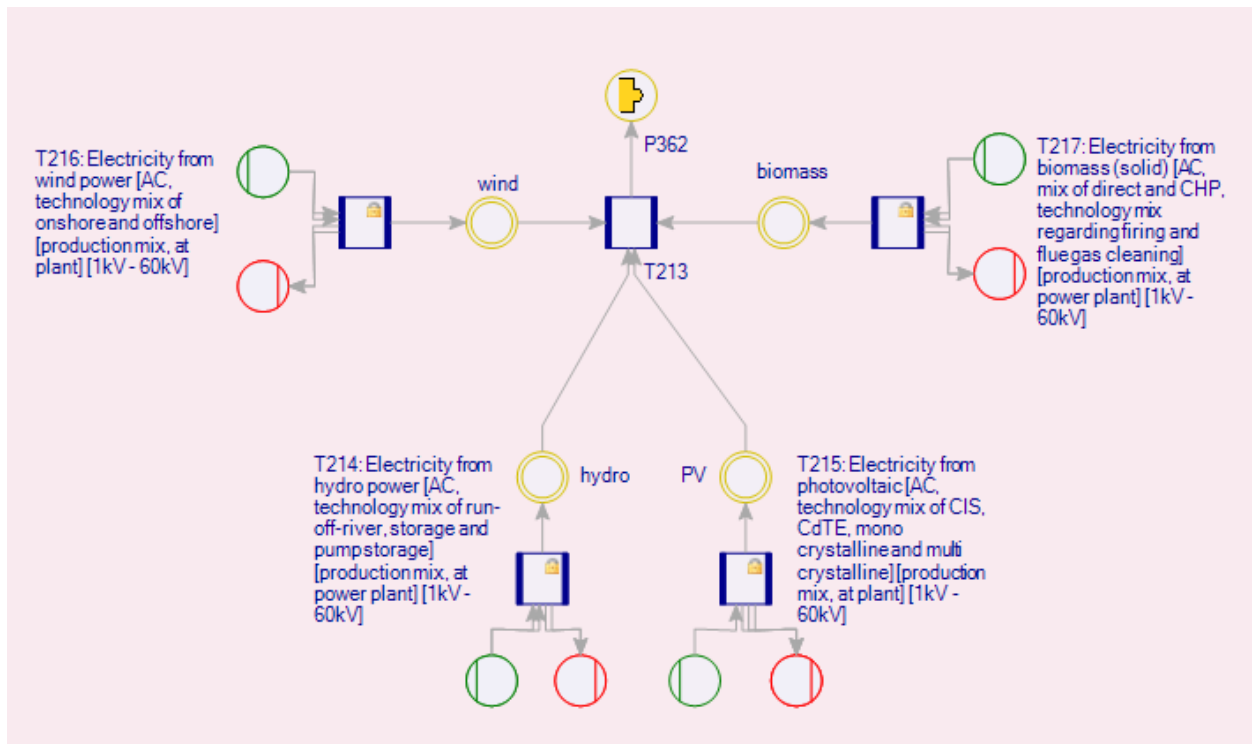 P362
T216: Electricity from
wind power [AC,
technology mix of
onshore and offshore]
[production mix, at
plant] [1kV - 60kV]
wind
biomass
T217: Electricity from
biomass (solid) [AC,
mix of direct and CHP,
technology mix
regarding firing and
flue gas cleaning]
[production mix, at
power plant] [1kV -
60kV]
T213
T214: Electricity from
hydro power [AC,
technology mix of run-
off-river, storage and
pump storage]
[production mix, at
power plant] [1kV -
60kV]
hydro
PV
T215: Electricity from
photovoltaic [AC,
technology mix of CIS,
CdTE, mono
crystalline and multi
crystalline] [production
mix, at plant] [1kV -
60kV]